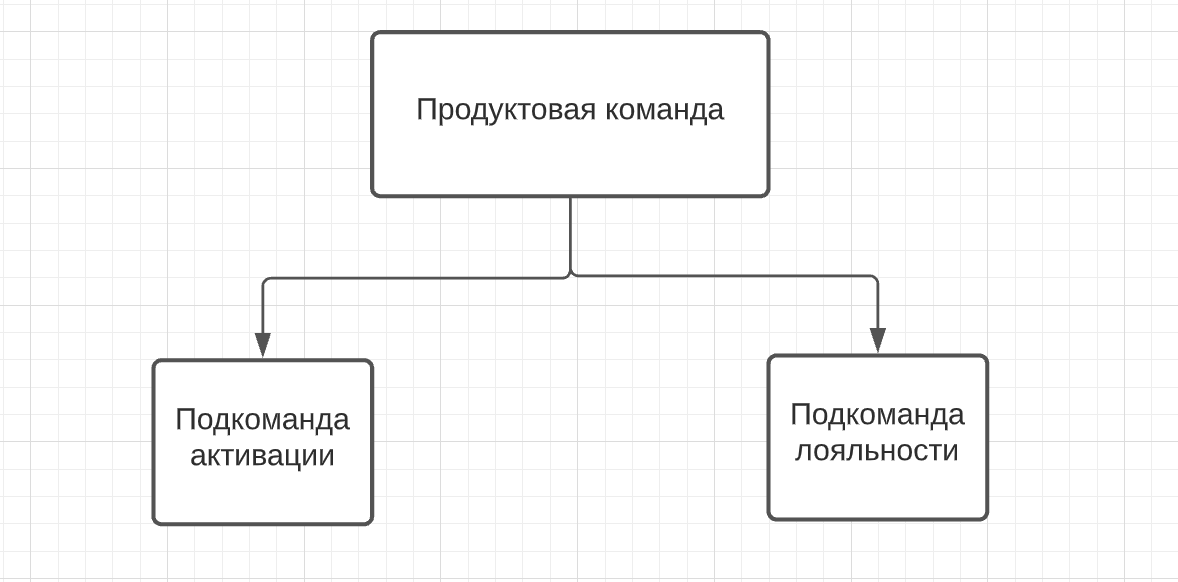 Продуктовая команда
Подкоманда
активации
Подкоманда
лояльности